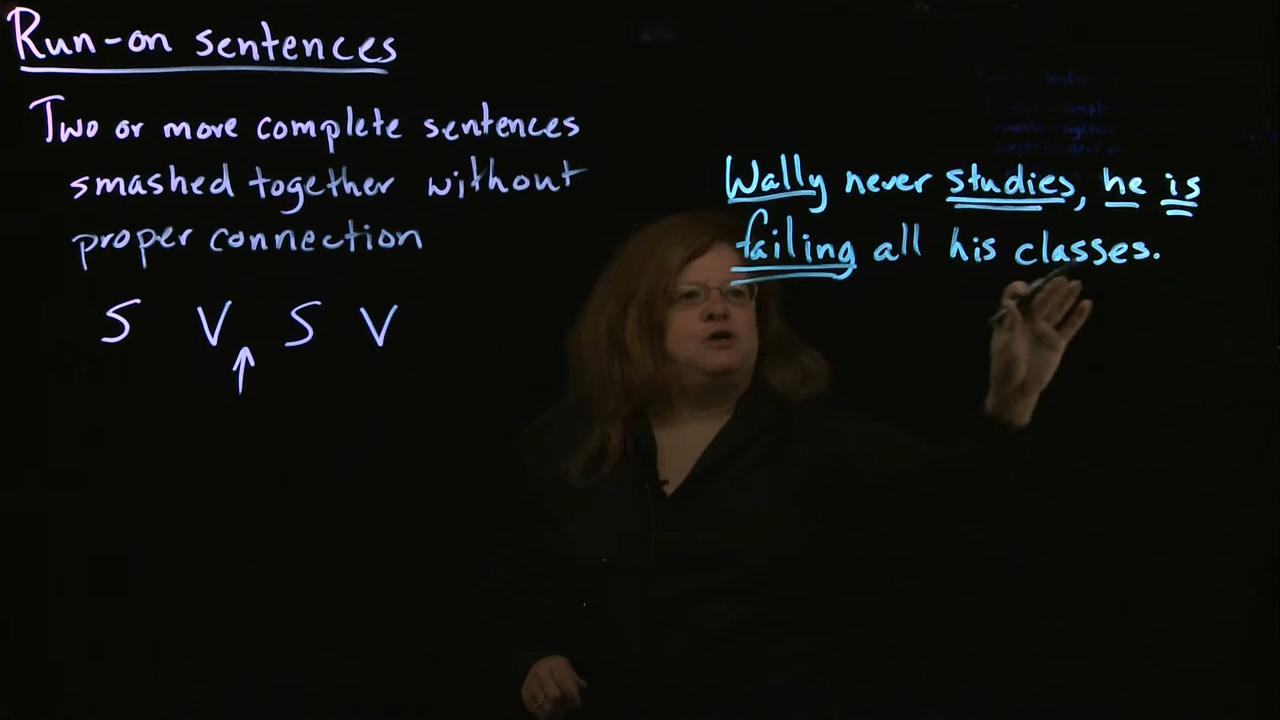 Run-on sentences
Two or more complete sentences
smashed together without
proper connection
S V S V
Wally never studies, he is
failing all his classes.